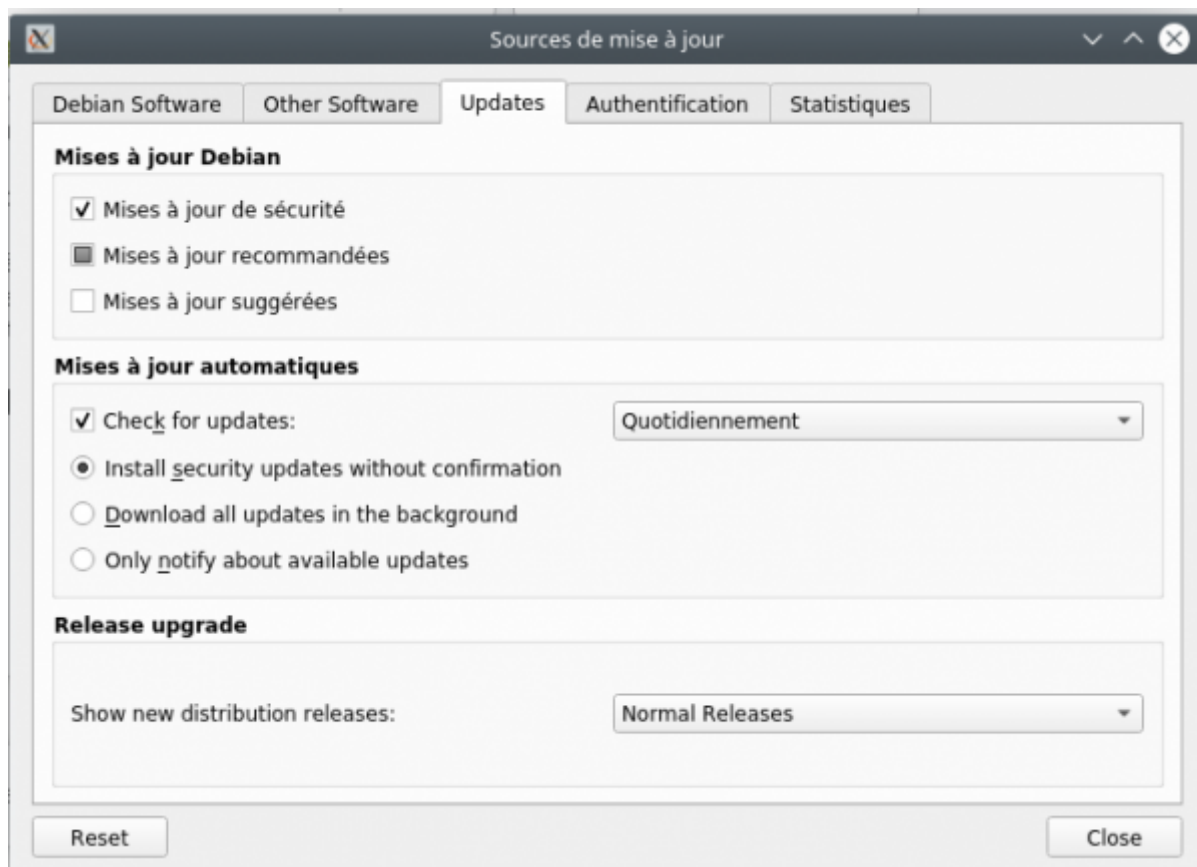 Sources de mise à jour
Debian Software Other Software Updates Authentification Statistiques
Mises à jour Debian
Mises à jour de sécurité
Mises à jour recommandées
Mises à jour suggérées
Mises à jour automatiques
Check for updates: Quotidiennement
Install security updates without confirmation
Download all updates in the background
Only notify about available updates
Release upgrade
Show new distribution releases: Normal Releases
Reset Close